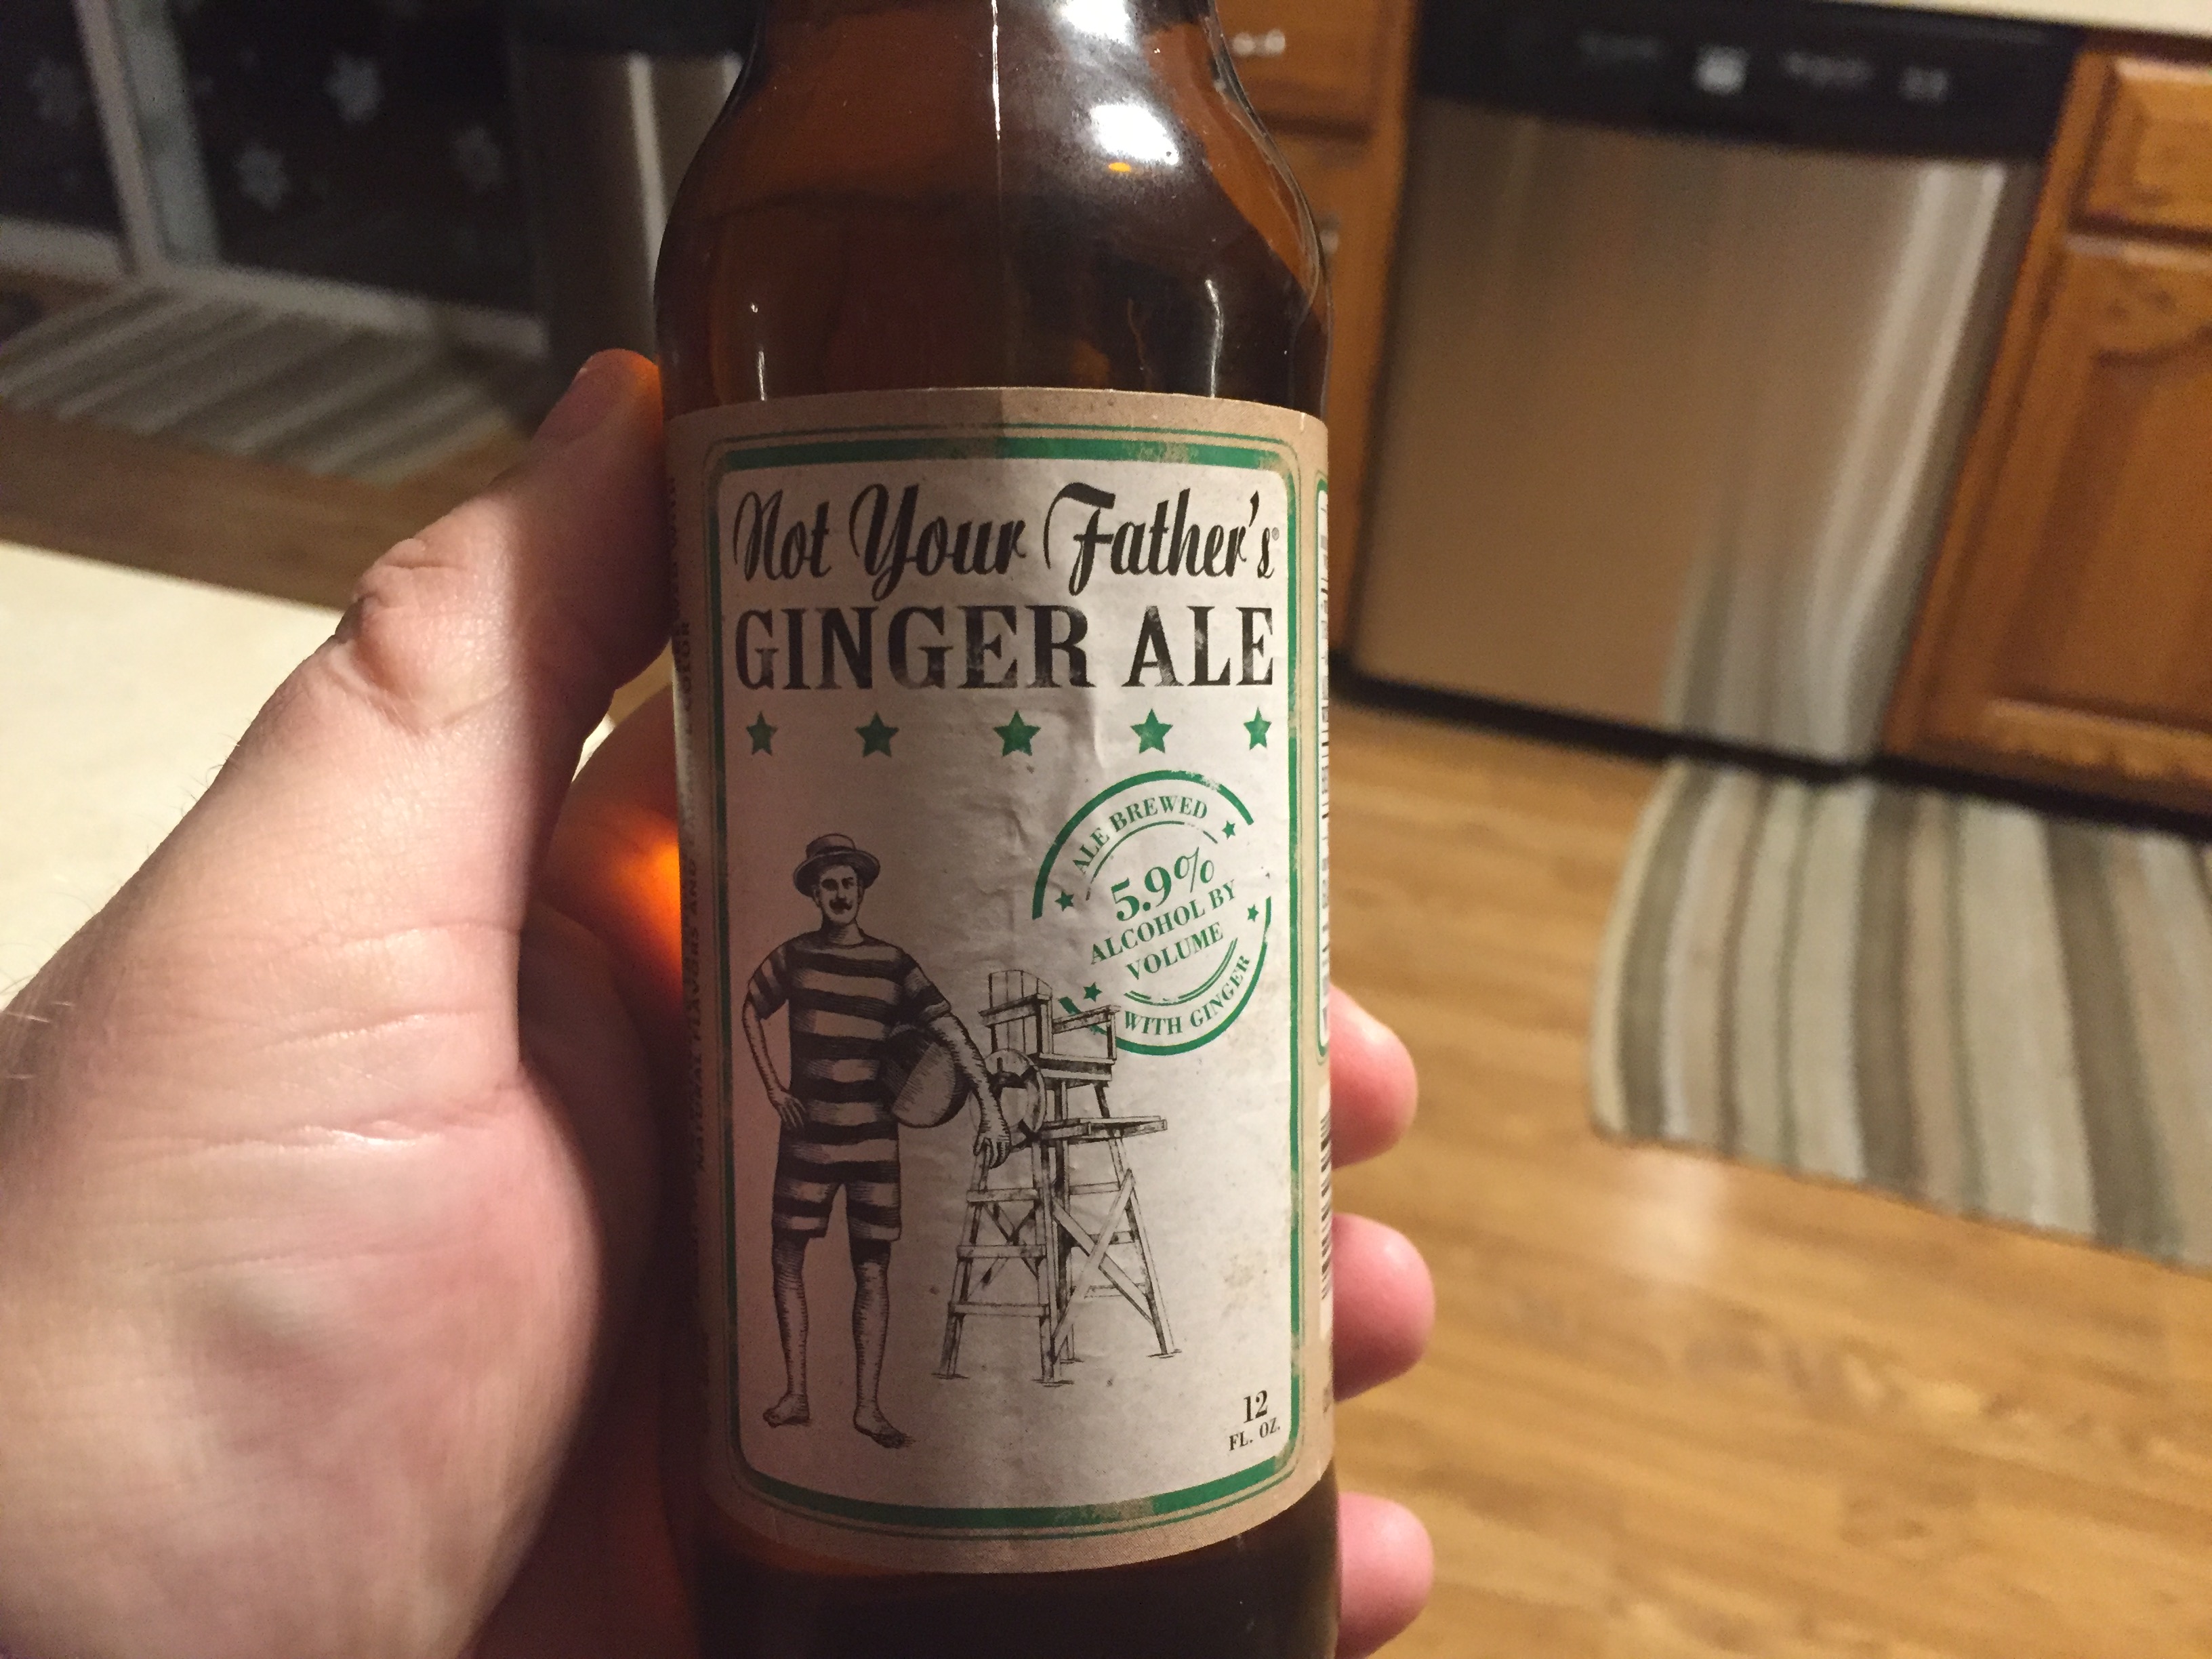 Not Your Father's®
GINGER ALE
ALE BREWED
5.9%
ALCOHOL BY
VOLUME
WITH GINGER
12
FL. OZ.